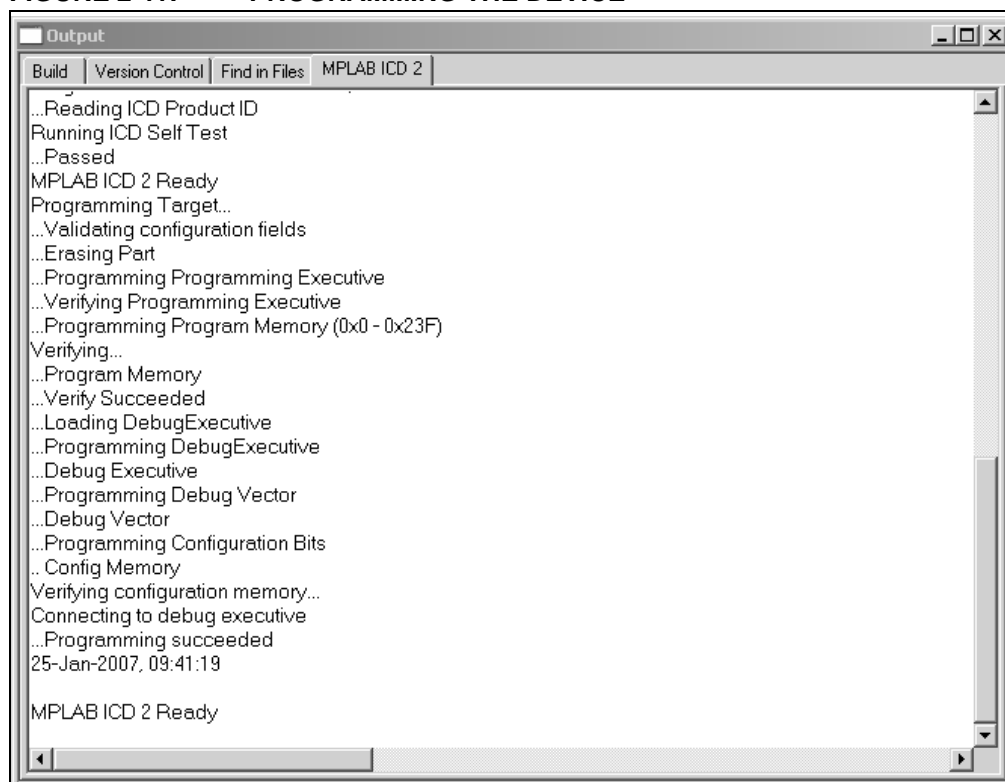 Output
Build Version Control Find in Files MPLAB ICD 2
...Reading ICD Product ID
Running ICD Self Test
...Passed
MPLAB ICD 2 Ready
Programming Target...
...Validating configuration fields
...Erasing Part
...Programming Programming Executive
...Verifying Programming Executive
...Programming Program Memory (0x0 - 0x23F)
Verifying...
...Program Memory
...Verify Succeeded
...Loading DebugExecutive
...Programming DebugExecutive
...Debug Executive
...Programming Debug Vector
...Debug Vector
...Programming Configuration Bits
.. Config Memory
Verifying configuration memory...
Connecting to debug executive
...Programming succeeded
25-Jan-2007, 09:41:19
MPLAB ICD 2 Ready